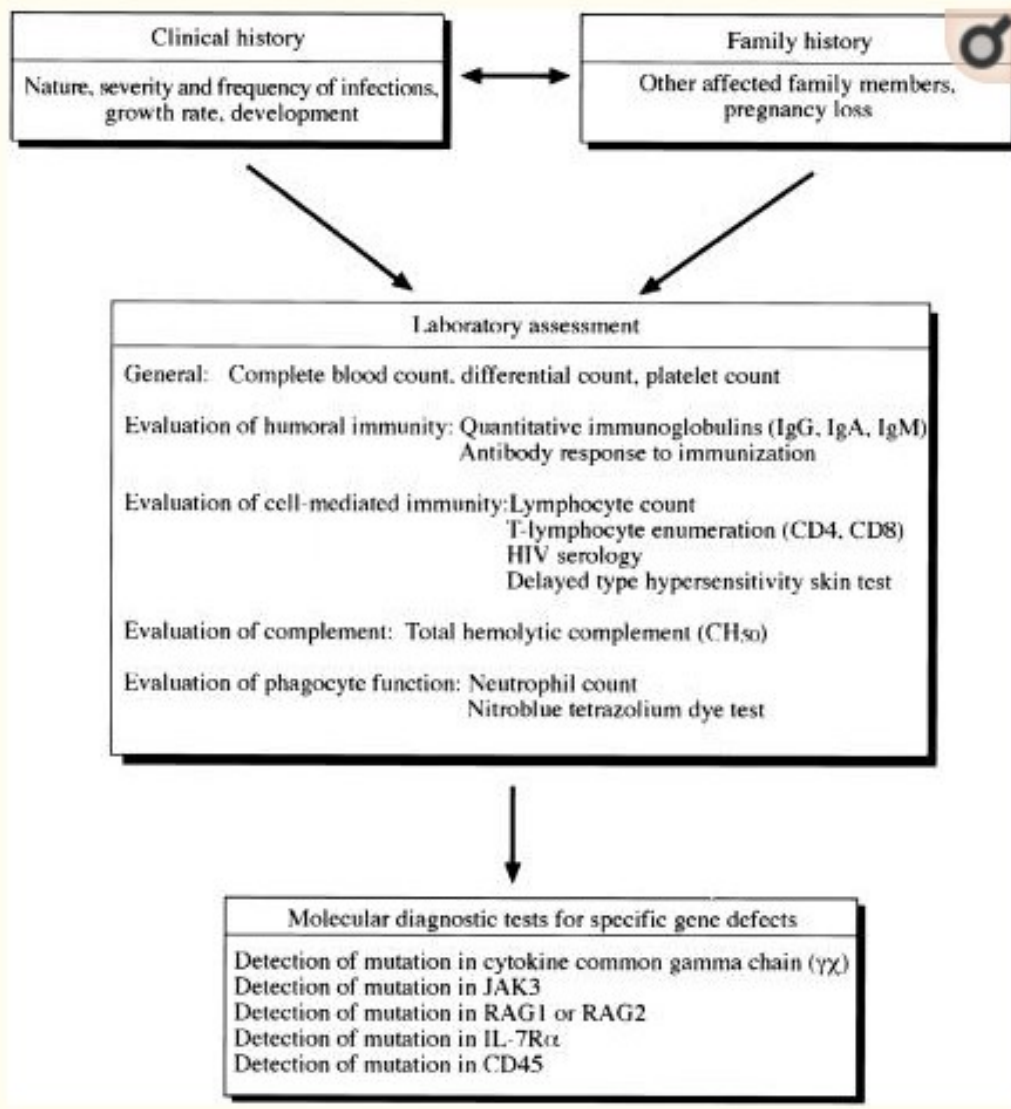 Clinical history
Nature, severity and frequency of infections,
growth rate, development
Family history
Other affected family members,
pregnancy loss
Laboratory assessment
General: Complete blood count, differential count, platelet count
Evaluation of humoral immunity: Quantitative immunoglobulins (IgG, IgA, IgM)
Antibody response to immunization
Evaluation of cell-mediated immunity: Lymphocyte count
T-lymphocyte enumeration (CD4, CD8)
HIV serology
Delayed type hypersensitivity skin test
Evaluation of complement: Total hemolytic complement (CH50)
Evaluation of phagocyte function: Neutrophil count
Nitroblue tetrazolium dye test
Molecular diagnostic tests for specific gene defects
Detection of mutation in cytokine common gamma chain (γχ)
Detection of mutation in JAK3
Detection of mutation in RAG1 or RAG2
Detection of mutation in IL-7Rα
Detection of mutation in CD45